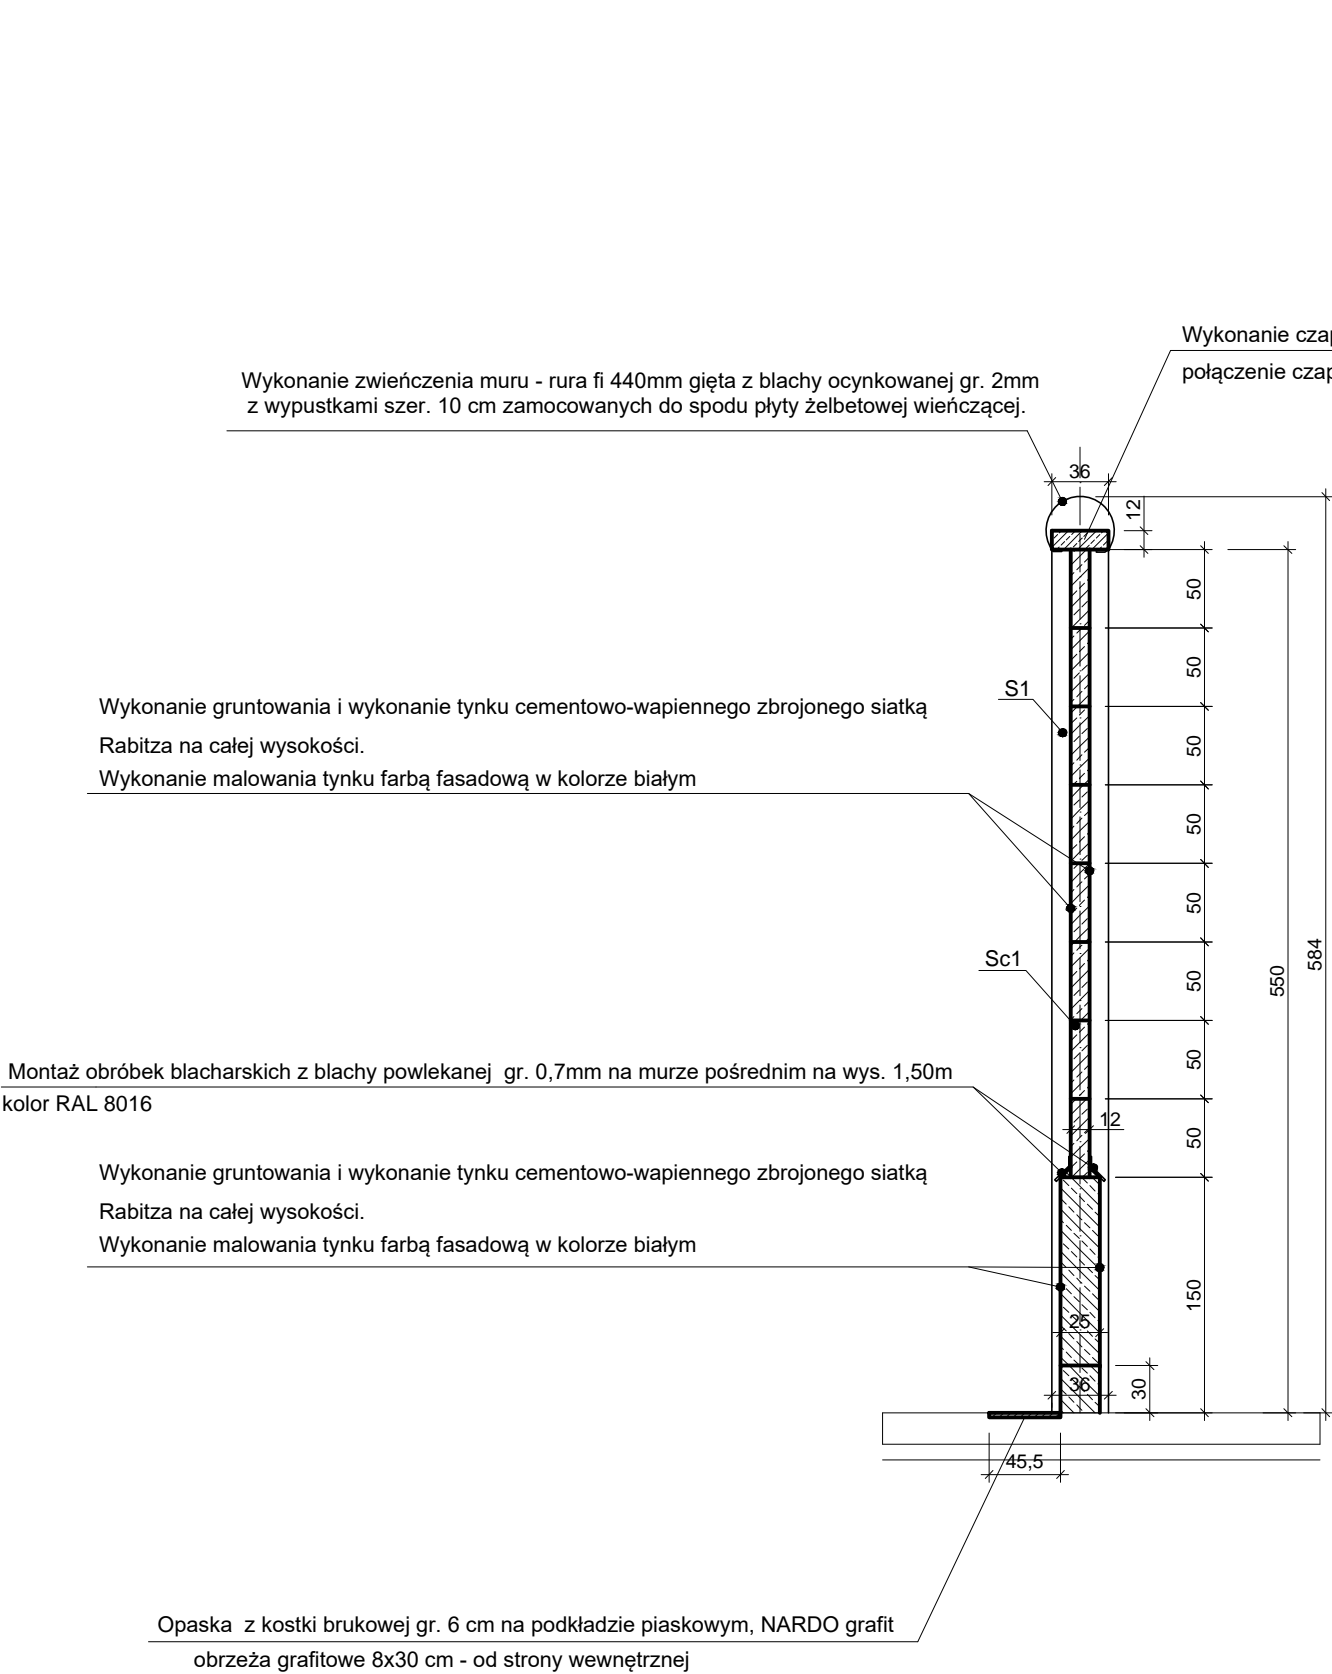 Wykonanie
połączenie
Wykonanie zwieńczenia muru - rura fi 440mm gięta z blachy ocynkowanej gr. 2mm
z wypustkami szer. 10 cm zamocowanych do spodu płyty żelbetowej wieńczącej.
36
12
50
50
S1
Wykonanie gruntowania i wykonanie tynku cementowo-wapiennego zbrojonego siatką
Rabitza na całej wysokości.
50
Wykonanie malowania tynku farbą fasadową w kolorze białym
50
50
584
Sc1
550
50
50
Montaż obróbek blacharskich z blachy powlekanej gr. 0,7mm na murze pośrednim na wys. 1,50m
kolor RAL 8016
12
50
Wykonanie gruntowania i wykonanie tynku cementowo-wapiennego zbrojonego siatką
Rabitza na całej wysokości.
Wykonanie malowania tynku farbą fasadową w kolorze białym
150
25
36
30
45,5
Opaska z kostki brukowej gr. 6 cm na podkładzie piaskowym, NARDO grafit
obrzeża grafitowe 8x30 cm - od strony wewnętrznej